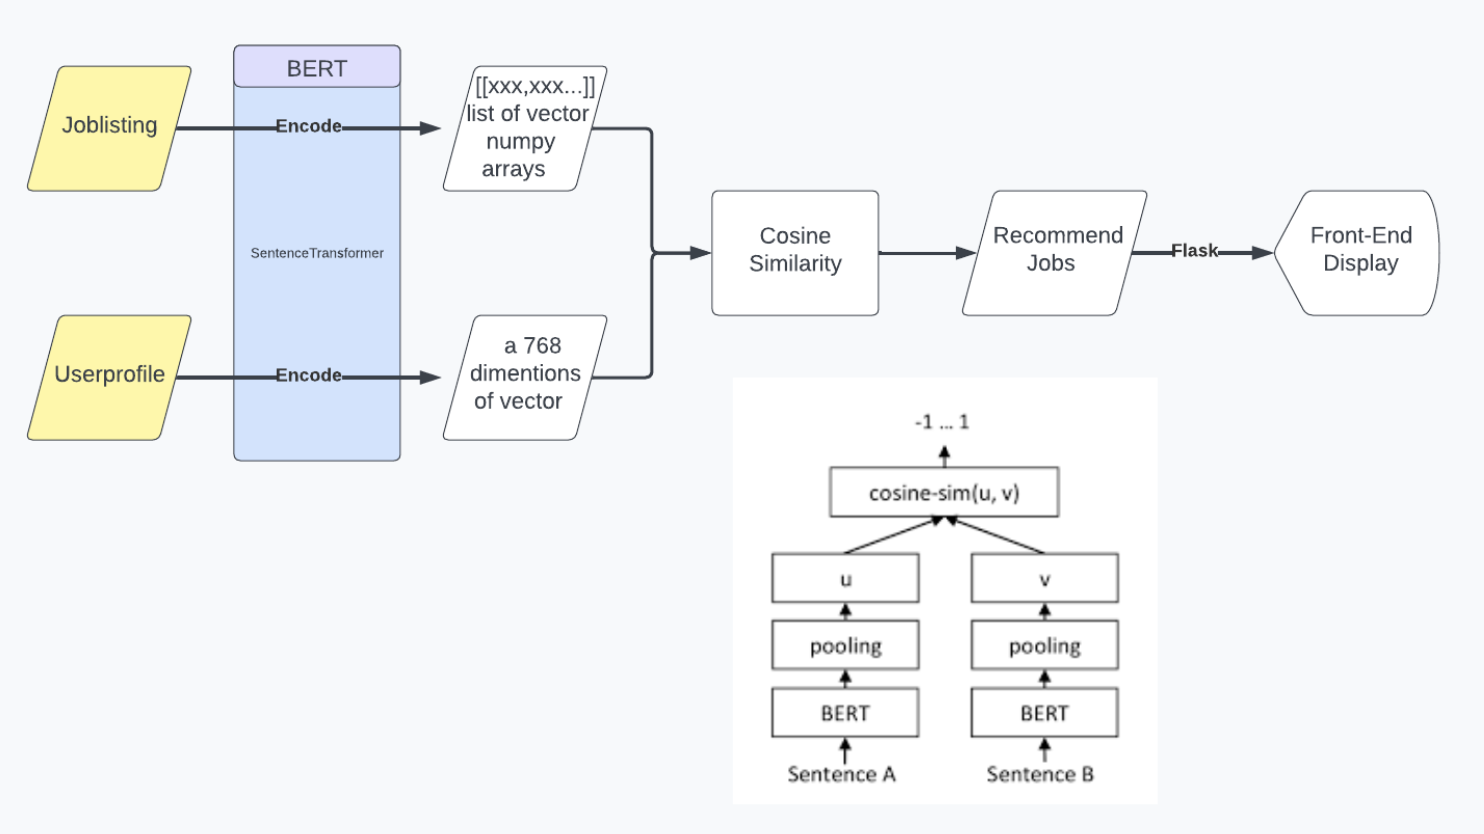 BERT
Joblisting
Encode
[[xxx,xxx...]]
list of vector
numpy
arrays
SentenceTransformer
Userprofile
Encode
a 768
dimentions
of vector
Cosine
Similarity
Recommend
Jobs
Flask
Front-End
Display
-1 ... 1
cosine-sim(u, v)
u
v
pooling
pooling
BERT
BERT
Sentence A
Sentence B